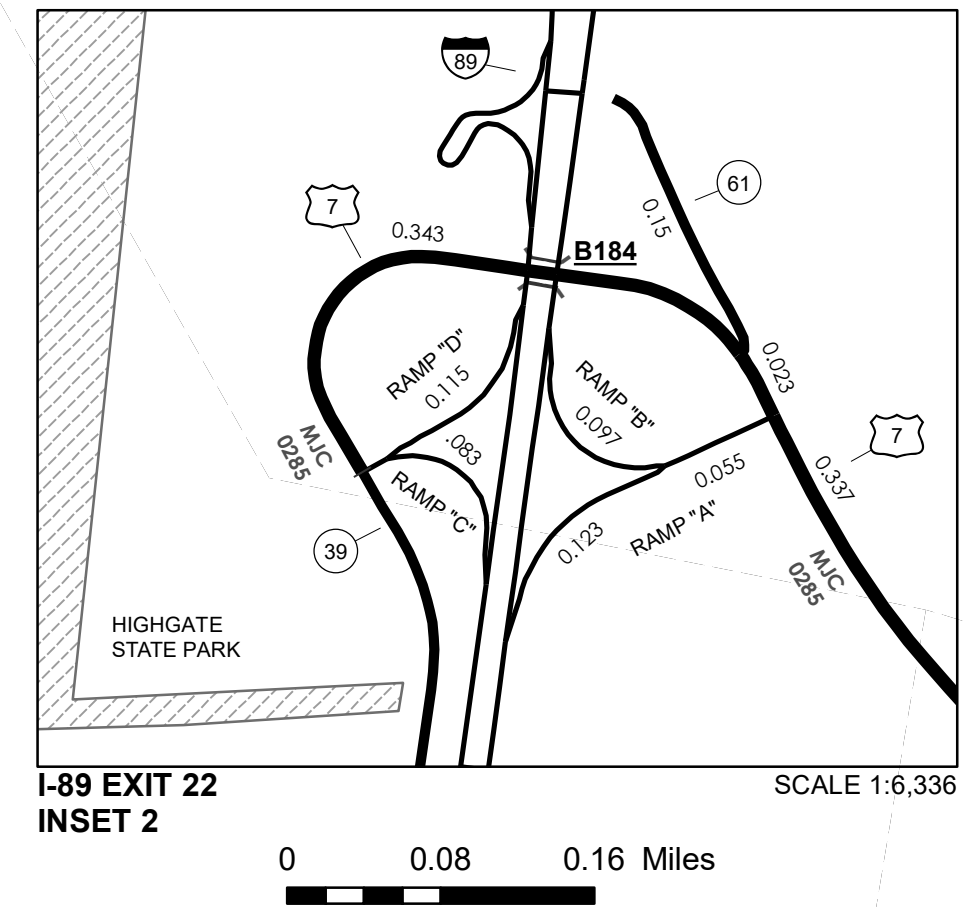 89
61
7
0.15
0.343
B184
RAMP "D"
0.115
RAMP "B"
0.097
0.023
7
MJC
0285
.083
RAMP "C"
0.055
0.337
RAMP "A"
0.123
39
MJC
0285
HIGHGATE
STATE PARK
I-89 EXIT 22
SCALE 1:6,336
INSET 2
0 0.08 0.16 Miles